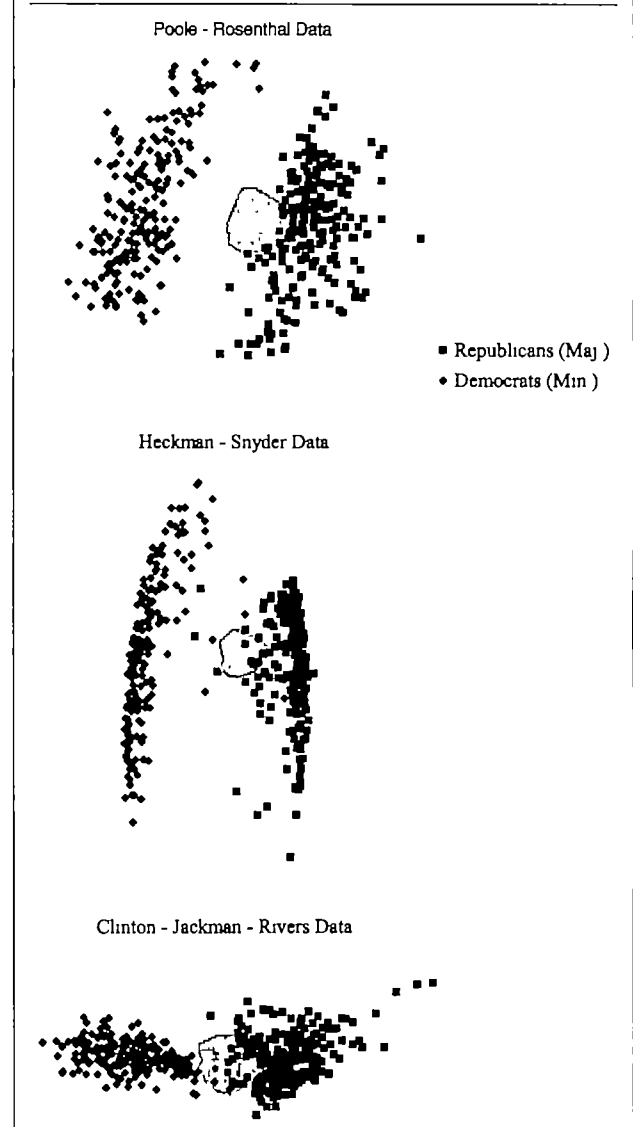 Poole - Rosenthal Data
■ Republicans (Maj )
◆ Democrats (Min )
Heckman - Snyder Data
Clinton - Jackman - Rivers Data